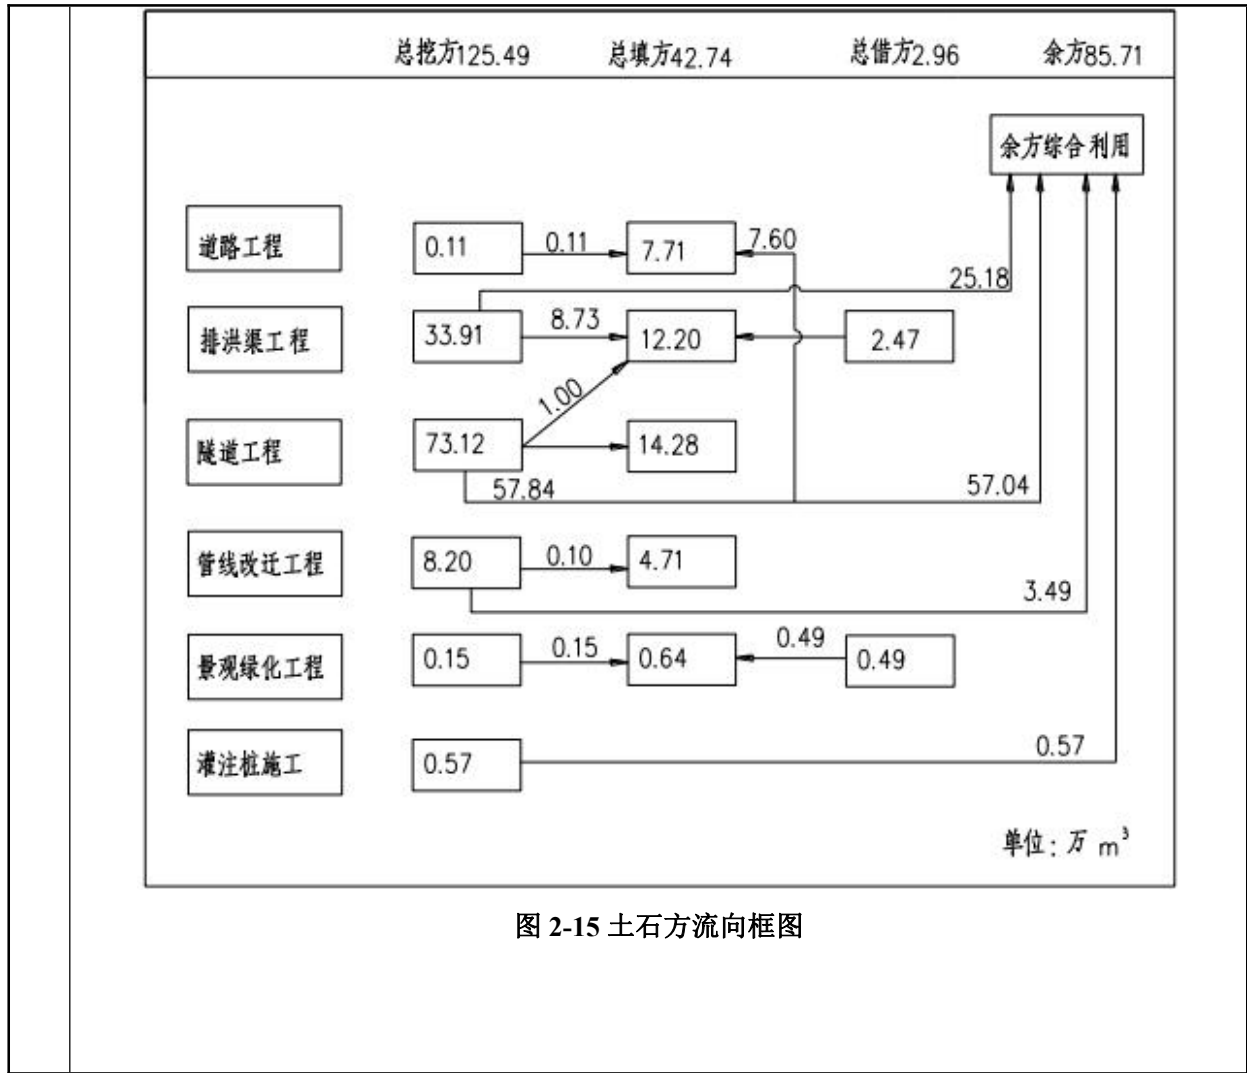 总挖方125.49 总填方42.74 总借方2.96 余方85.71
余方综合利用
道路工程 0.11 0.11 7.71 7.60
25.18
排洪渠工程 33.91 8.73 12.20 2.47
1.00
隧道工程 73.12 14.28
57.84 57.04
管线改迁工程 8.20 0.10 4.71
3.49
景观绿化工程 0.15 0.15 0.64 0.49 0.49
灌注桩施工 0.57 0.57
单位：万 m³
图 2-15 土石方流向框图